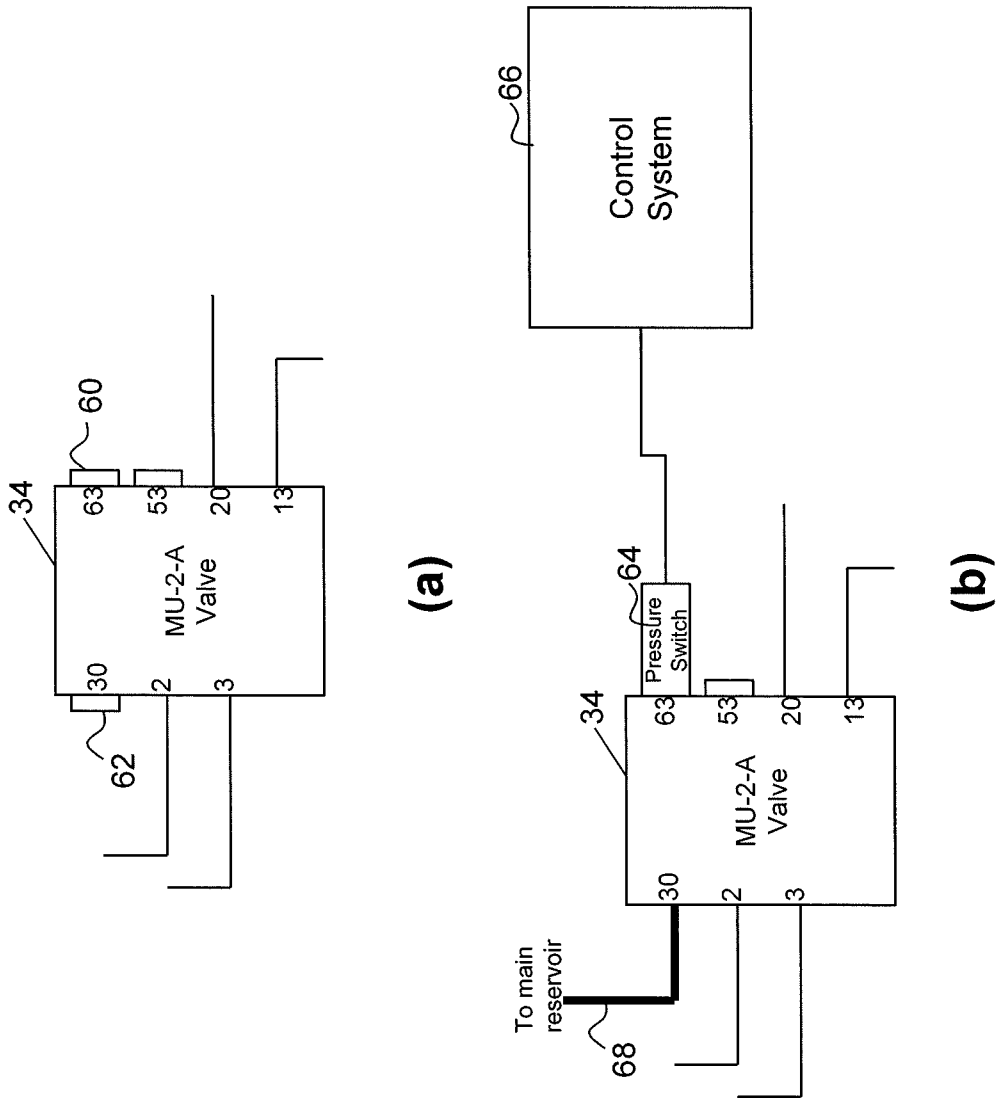 34
60
62
30
2
3
63
53
20
13
MU-2-A
Valve
(a)
66
Control
System
64
Pressure
Switch
34
63
53
20
13
30
2
3
MU-2-A
Valve
To main
reservoir
68
(b)